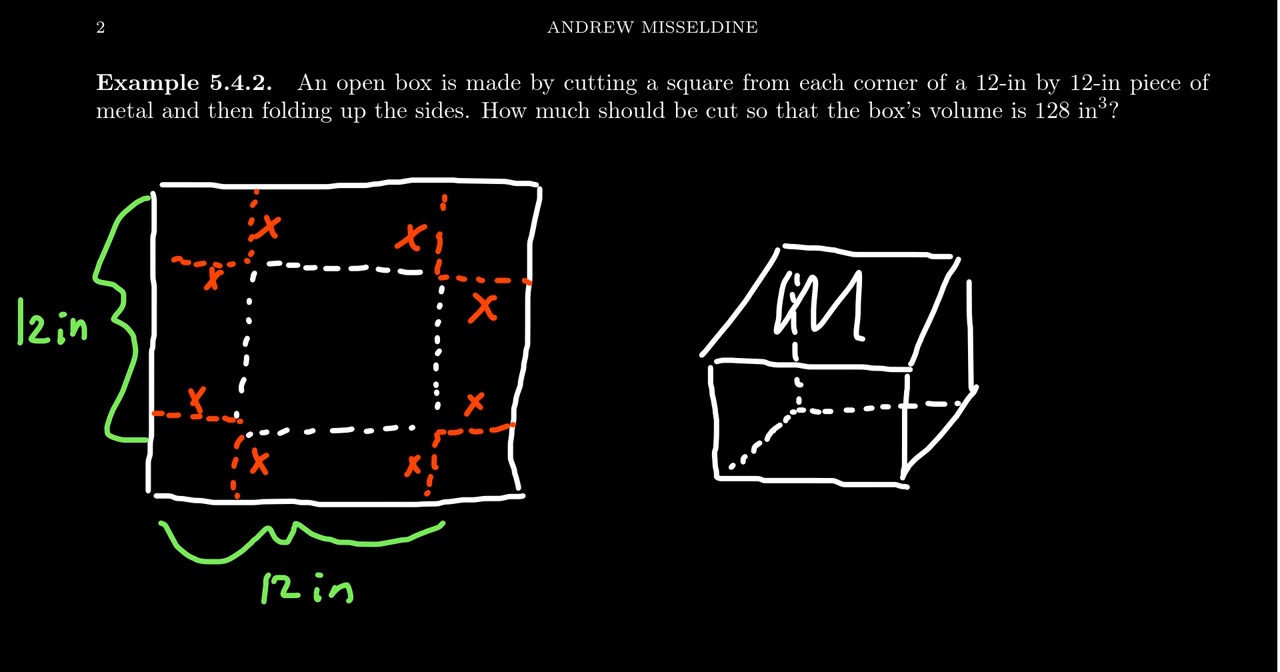 2
ANDREW MISSELDINE
Example 5.4.2. An open box is made by cutting a square from each corner of a 12-in by 12-in piece of
metal and then folding up the sides. How much should be cut so that the box's volume is 128 in³?
x
x
x
x
x
x
x
x
12 in
12 in